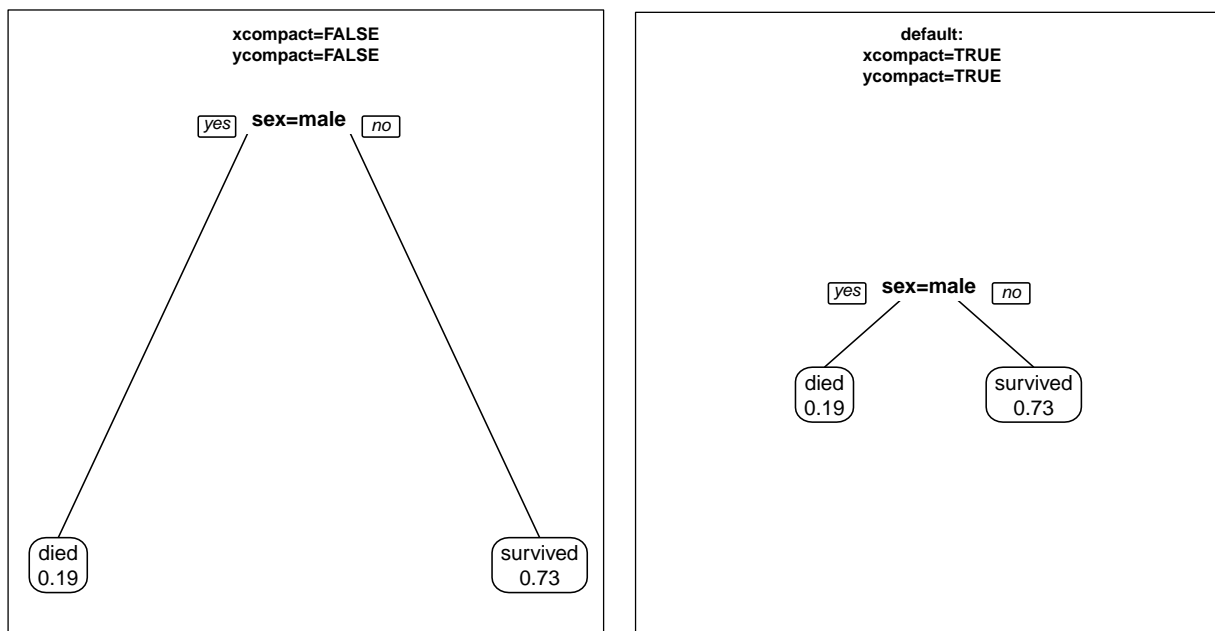 xcompact=FALSE
ycompact=FALSE
yes sex=male no
died
0.19
survived
0.73
default:
xcompact=TRUE
ycompact=TRUE
yes sex=male no
died
0.19
survived
0.73